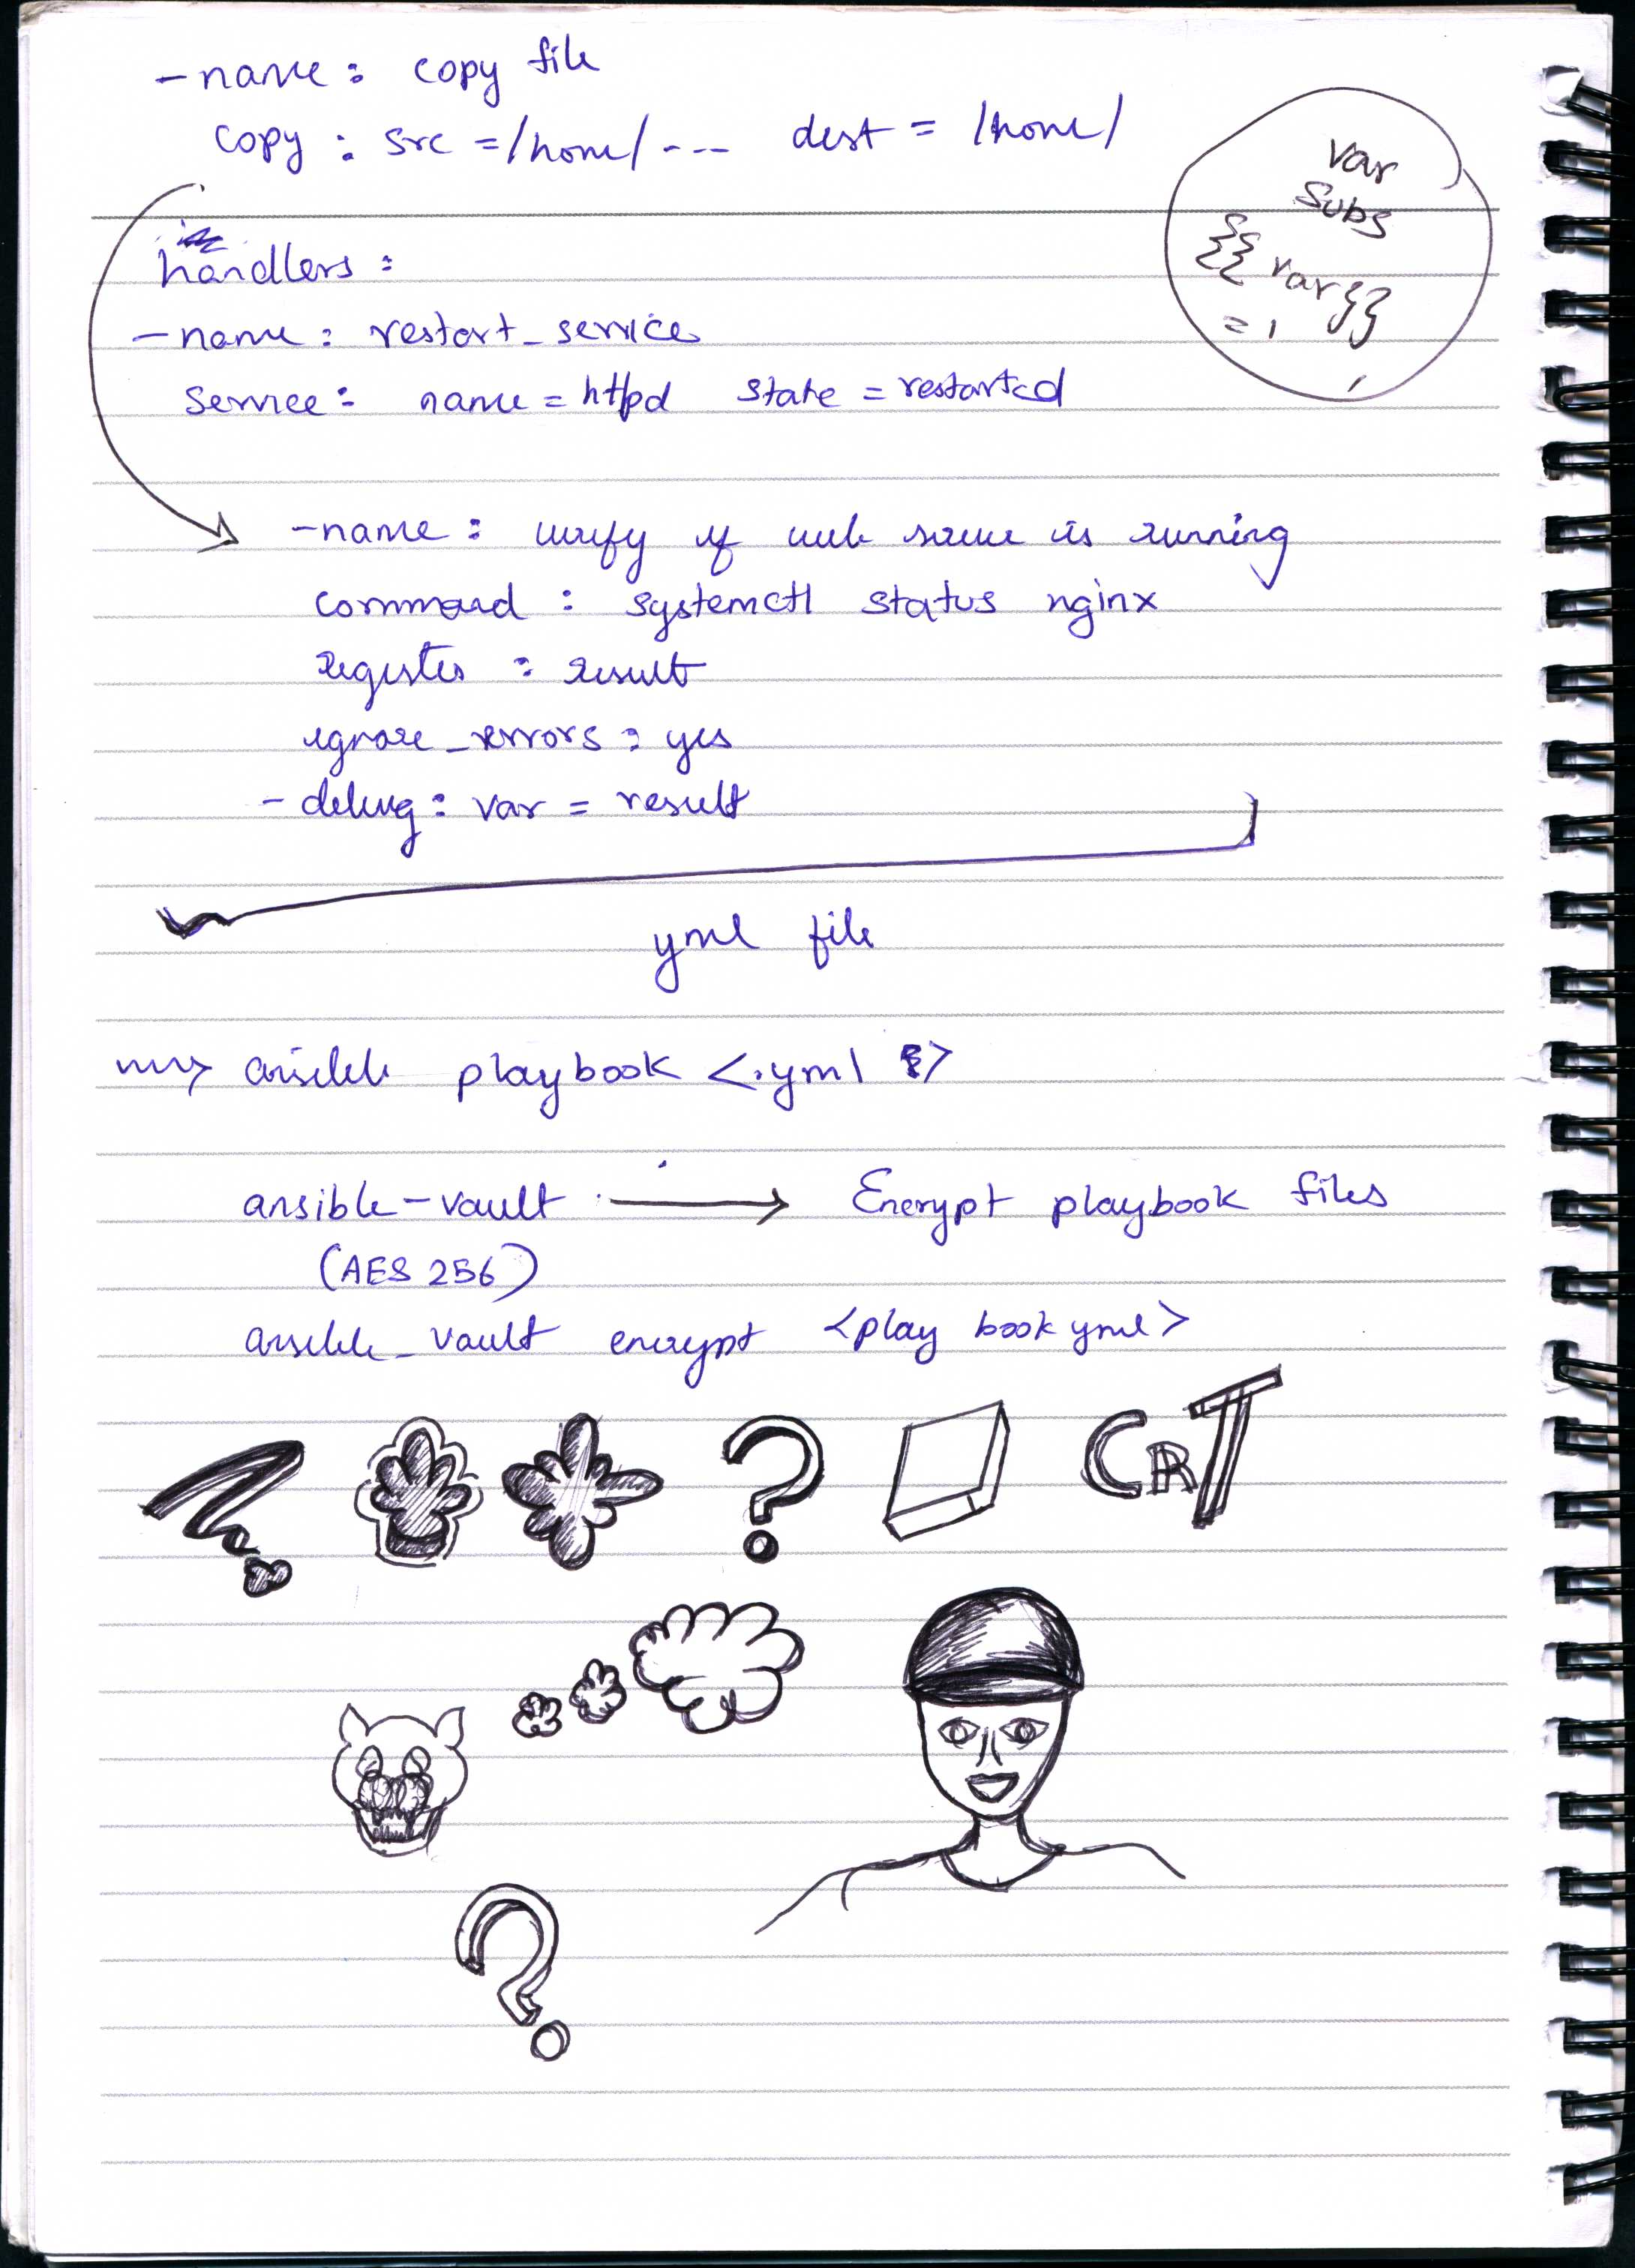 - name : copy file
copy : src = /home/ --- dest = /home/
var
subs
{{ var }}
= 1
handlers :
- name : restart_service
service : name = httpd state = restarted
- name : verify if web service is running
command : systemctl status nginx
register : result
ignore_errors : yes
- debug : var = result
yml file
ansible playbook <.yml >
ansible-vault → Encrypt playbook files
(AES 256)
ansible_vault encrypt <play book yml>
?
CRT
?